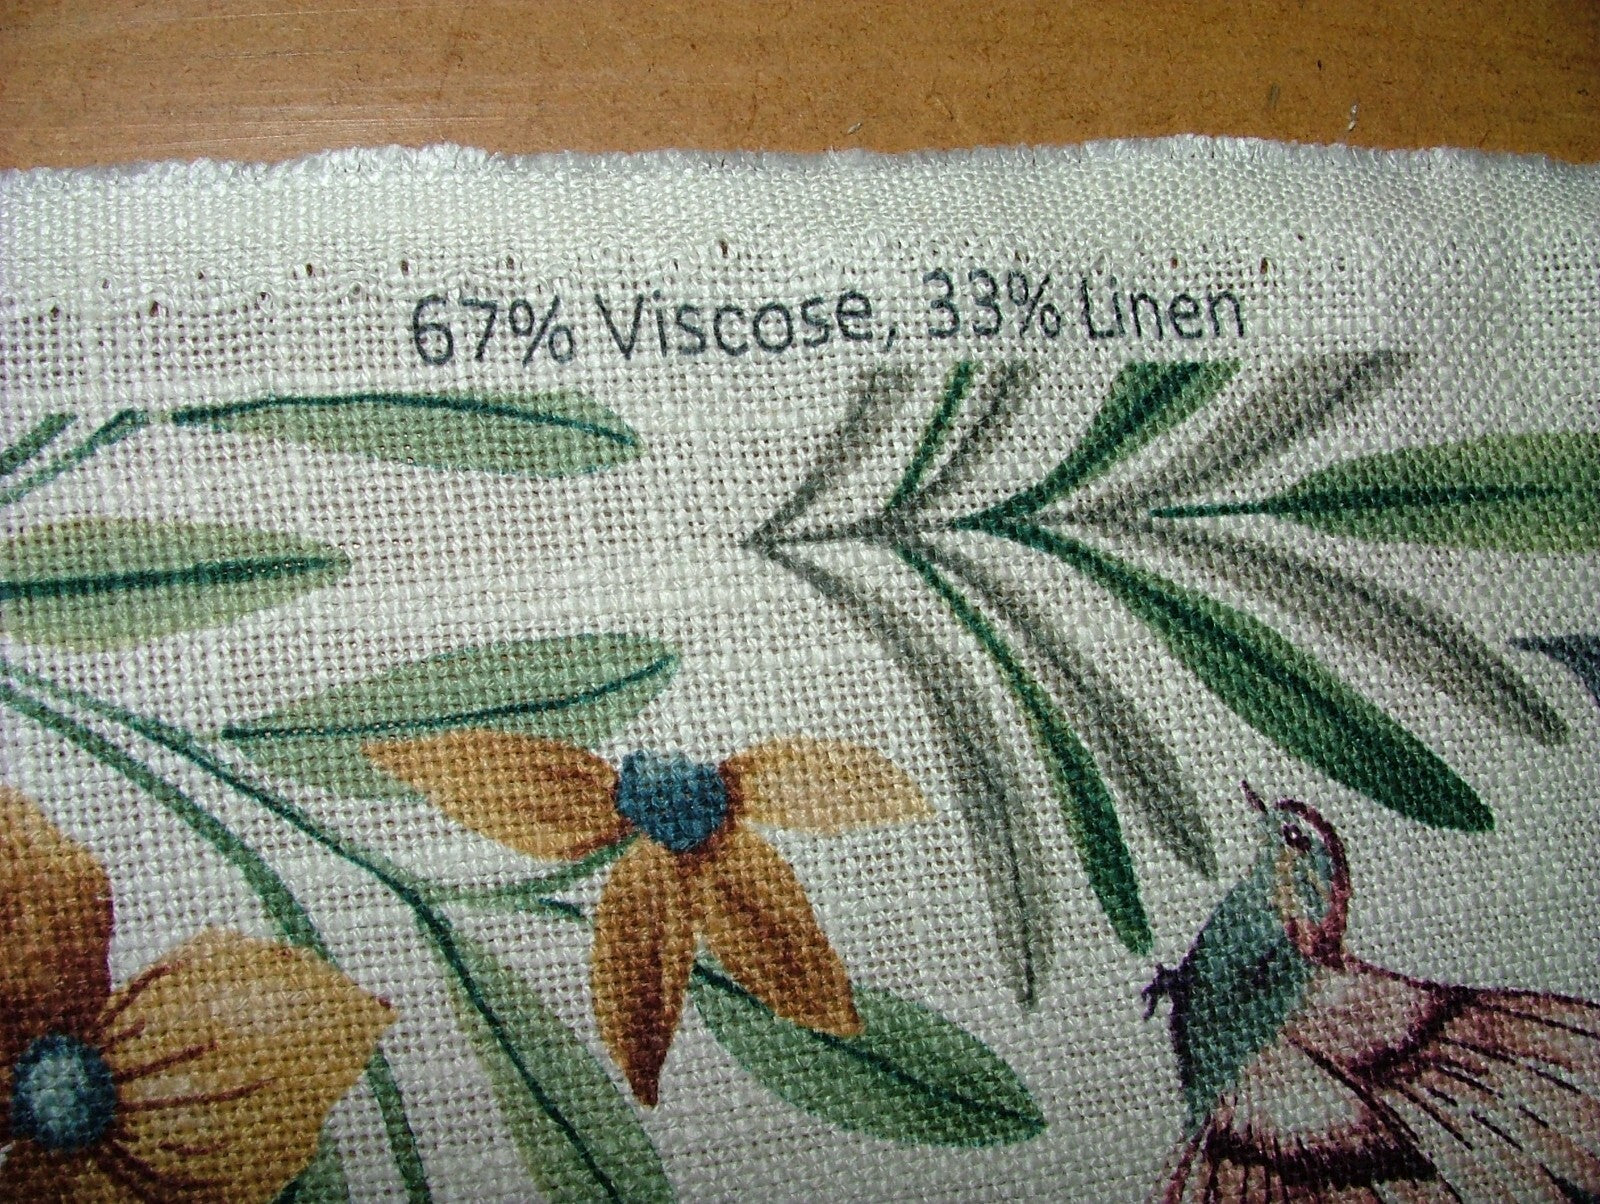 67% Viscose, 33% Linen